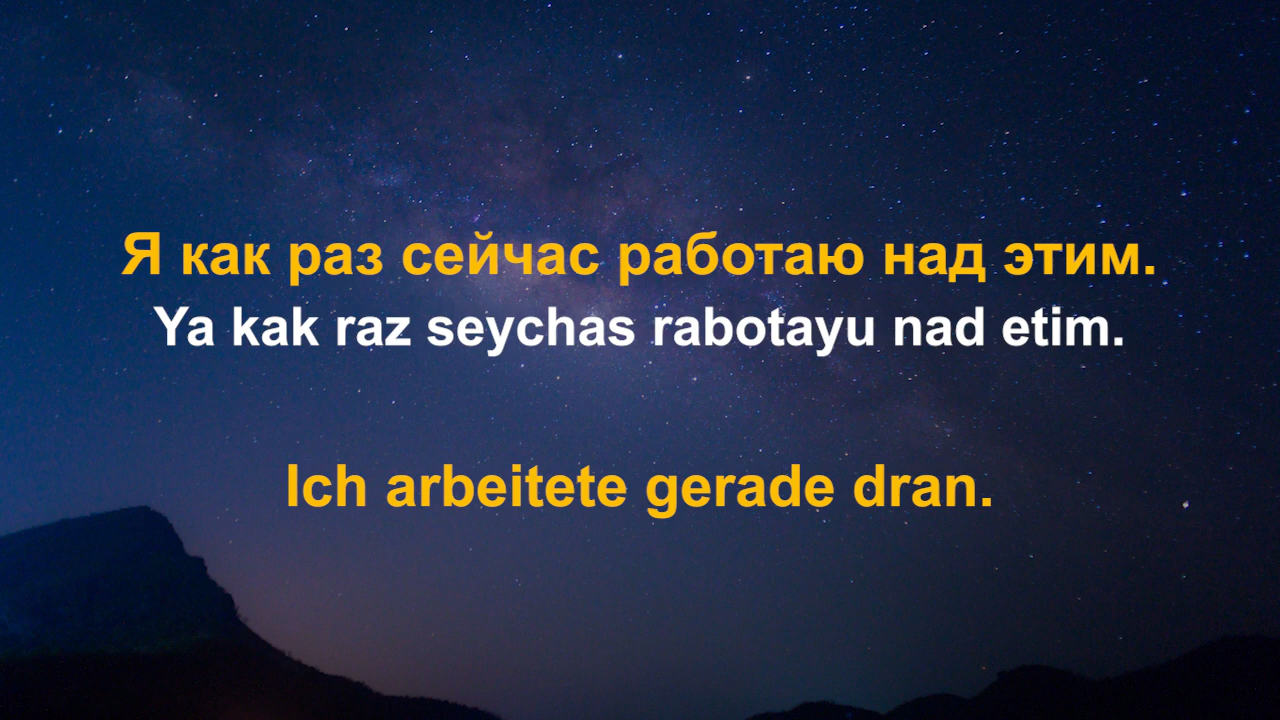 Я как раз сейчас работаю над этим.
Ya kak raz seychas rabotayu nad etim.
Ich arbeitete gerade dran.